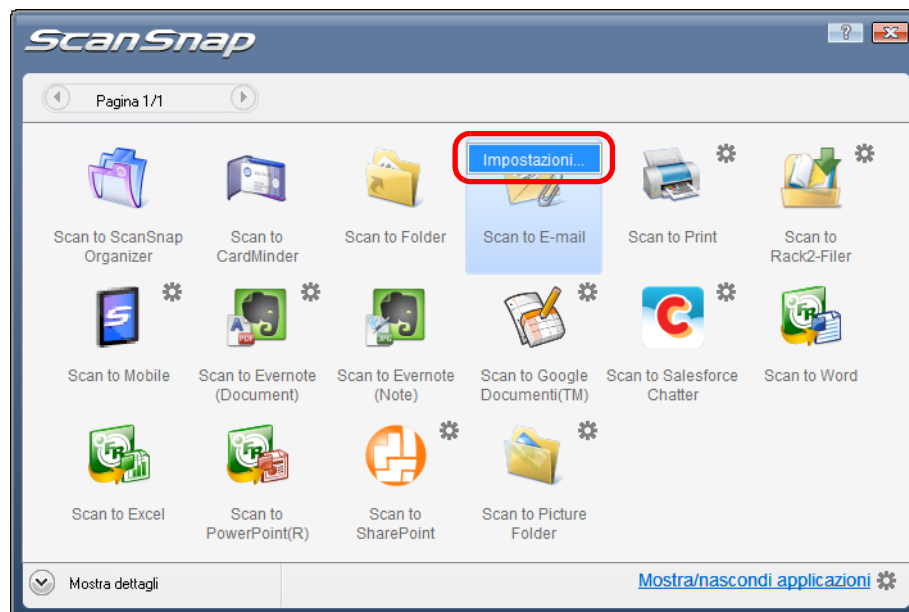 ScanSnap
Pagina 1/1
Impostazioni...
Scan to ScanSnap
Organizer
Scan to
CardMinder
Scan to Folder
Scan to E-mail
Scan to Print
Scan to
Rack2-Filer
Scan to Mobile
Scan to Evernote
(Document)
Scan to Evernote
(Note)
Scan to Google
Documenti(TM)
Scan to Salesforce
Chatter
Scan to Word
Scan to Excel
Scan to
PowerPoint(R)
Scan to
SharePoint
Scan to Picture
Folder
Mostra dettagli
Mostra/nascondi applicazioni